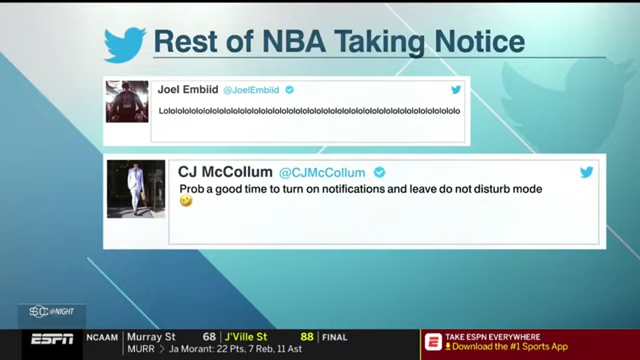 Rest of NBA Taking Notice
Joel Embiid @JoelEmbiid
Lolololololololololololololololololololololololololololololololololololololo
CJ McCollum @CJMcCollum
Prob a good time to turn on notifications and leave do not disturb mode
🤣
SC @NIGHT
ESPN NCAAM Murray St 68 J'Ville St 88 FINAL
MURR > Ja Morant: 22 Pts, 7 Reb, 11 Ast
E TAKE ESPN EVERYWHERE
Download the #1 Sports App